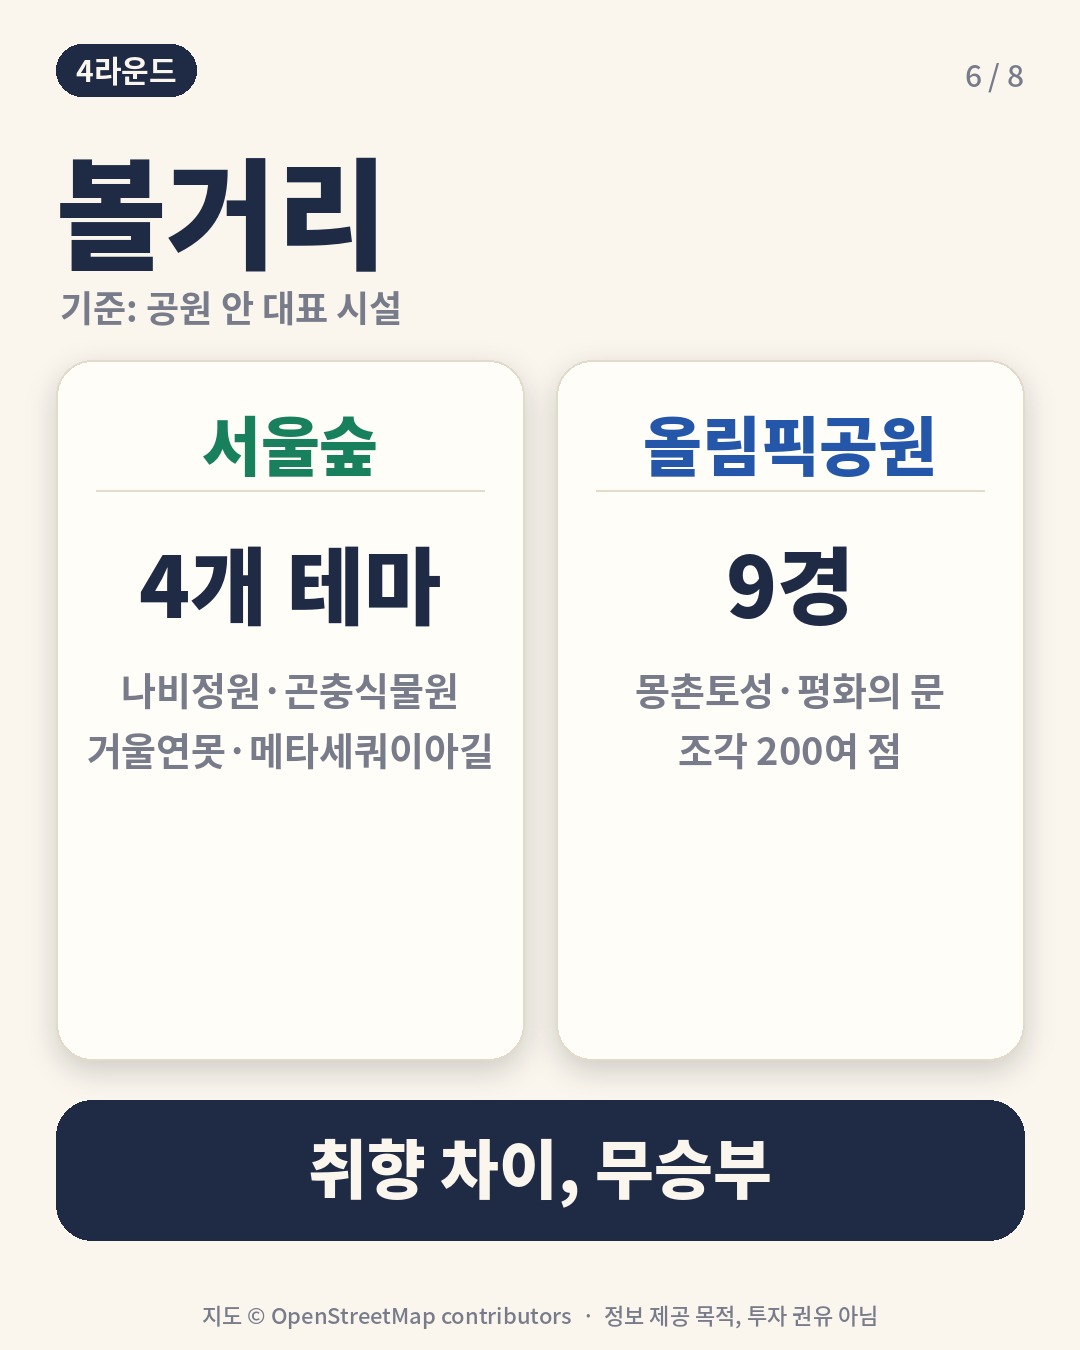 4라운드
6 / 8
볼거리
기준: 공원 안 대표 시설
서울숲
4개 테마
나비정원·곤충식물원
거울연못·메타세쿼이아길
올림픽공원
9경
몽촌토성·평화의 문
조각 200여 점
취향 차이, 무승부
지도 © OpenStreetMap contributors · 정보 제공 목적, 투자 권유 아님